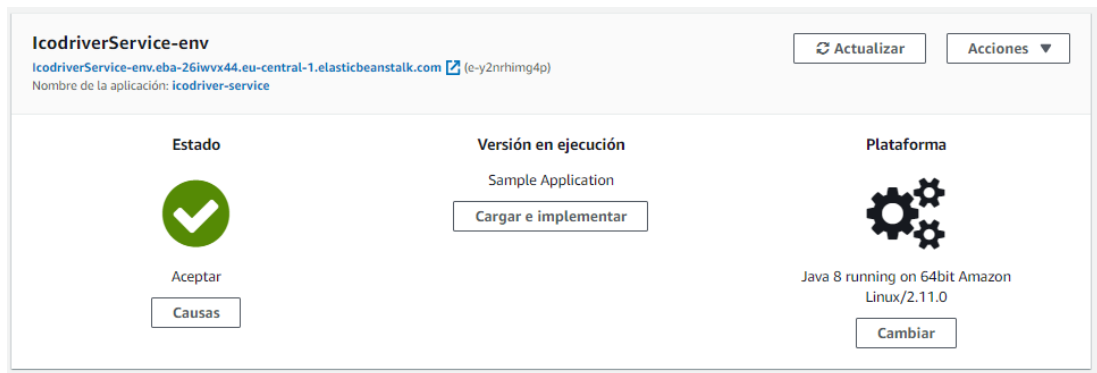 IcodriverService-env
Actualizar
Acciones
IcodriverService-env.eba-26iwvx44.eu-central-1.elasticbeanstalk.com (e-y2nrhimg4p)
Nombre de la aplicación: icodriver-service
Estado
Versión en ejecución
Plataforma
Sample Application
Cargar e implementar
Aceptar
Causas
Java 8 running on 64bit Amazon
Linux/2.11.0
Cambiar